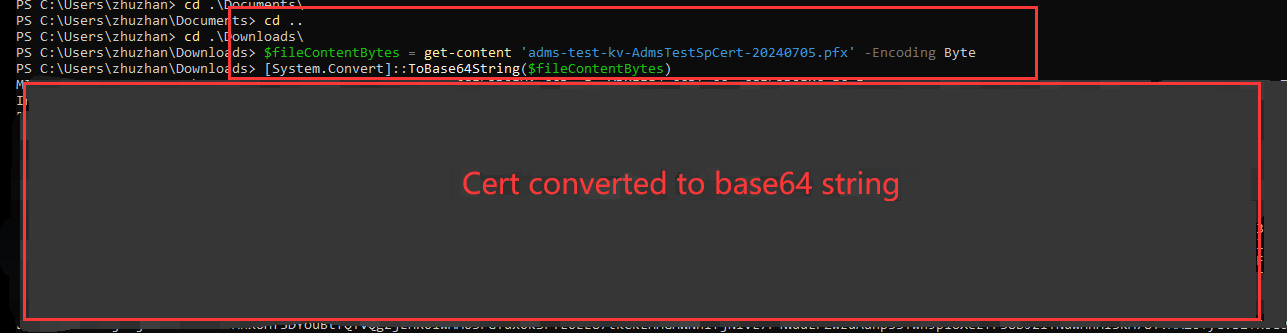 PS C:\Users\zhuzhan> cd .\Documents\
PS C:\Users\zhuzhan\Documents> cd ..
PS C:\Users\zhuzhan> cd .\Downloads\
PS C:\Users\zhuzhan\Downloads> $fileContentBytes = get-content 'adms-test-kv-AdmsTestSpCert-20240705.pfx' -Encoding Byte
PS C:\Users\zhuzhan\Downloads> [System.Convert]::ToBase64String($fileContentBytes)
Cert converted to base64 string